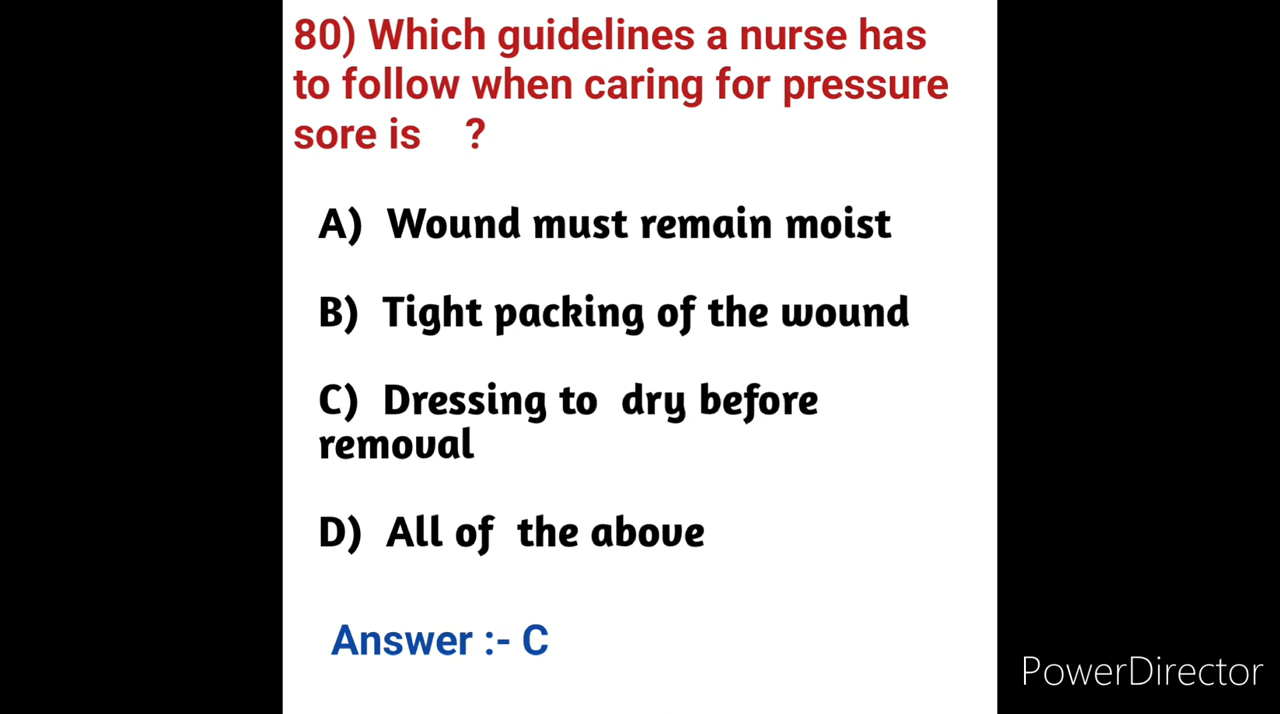 80) Which guidelines a nurse has
to follow when caring for pressure
sore is ?
A) Wound must remain moist
B) Tight packing of the wound
C) Dressing to dry before
removal
D) All of the above
Answer :- C
PowerDirector